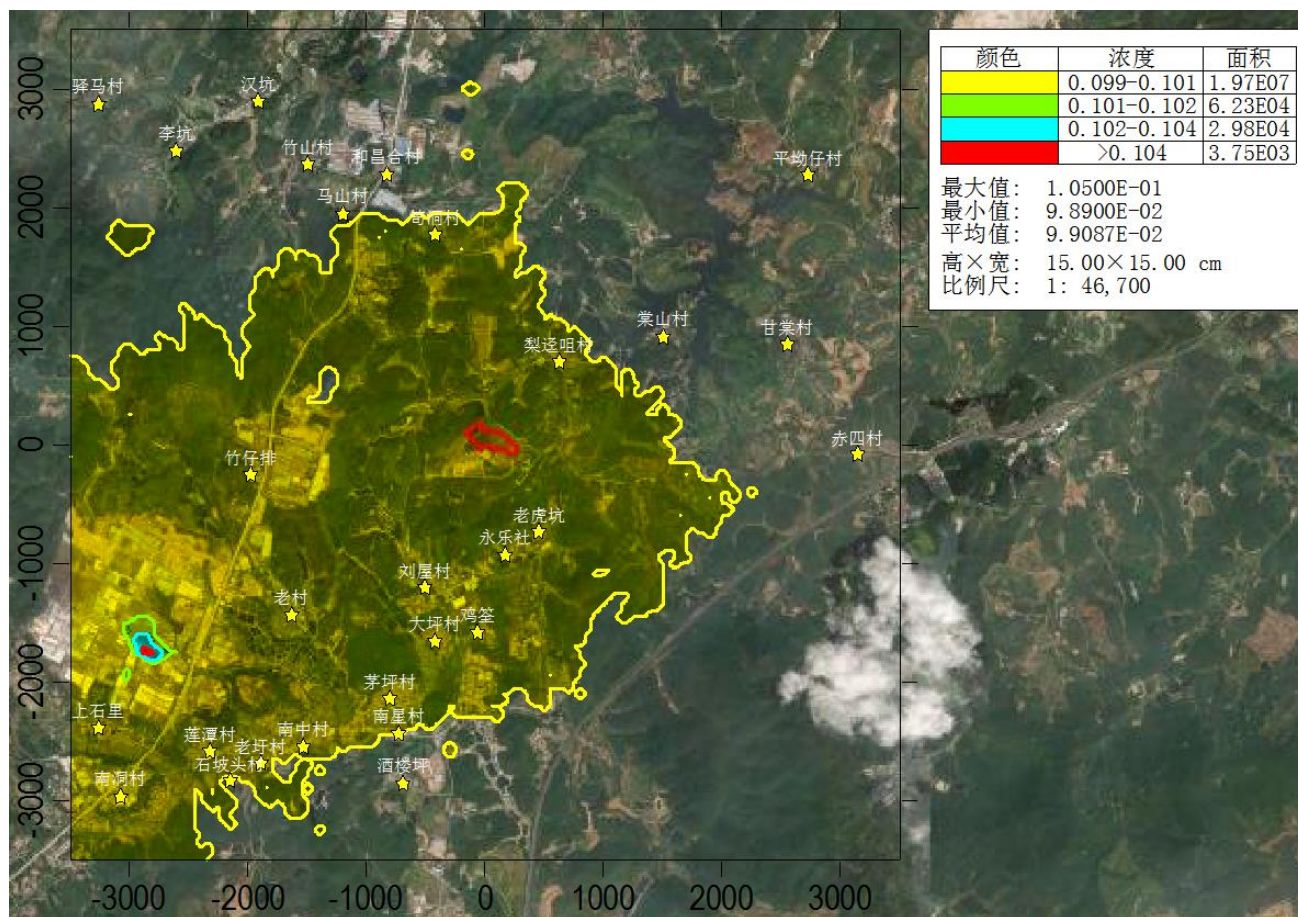 颜色 浓度 面积
0.099-0.101 1.97E07
0.101-0.102 6.23E04
0.102-0.104 2.98E04
>0.104 3.75E03
最大值: 1.0500E-01
最小值: 9.8900E-02
平均值: 9.9087E-02
高×宽: 15.00×15.00 cm
比例尺: 1: 46,700
驿马村
汉坑
李坑
竹山村
和昌合村
平坳仔村
马山村
笥洞村
棠山村
甘棠村
梨迳咀村
赤四村
竹仔排
老虎坑
永乐社
刘屋村
老村
鸡筌
大坪村
茅坪村
上石里
南星村
莲潭村
南中村
老圩村
石坡头村
酒楼坪
南洞村
3000
2000
1000
0
-1000
-2000
-3000
-3000 -2000 -1000 0 1000 2000 3000